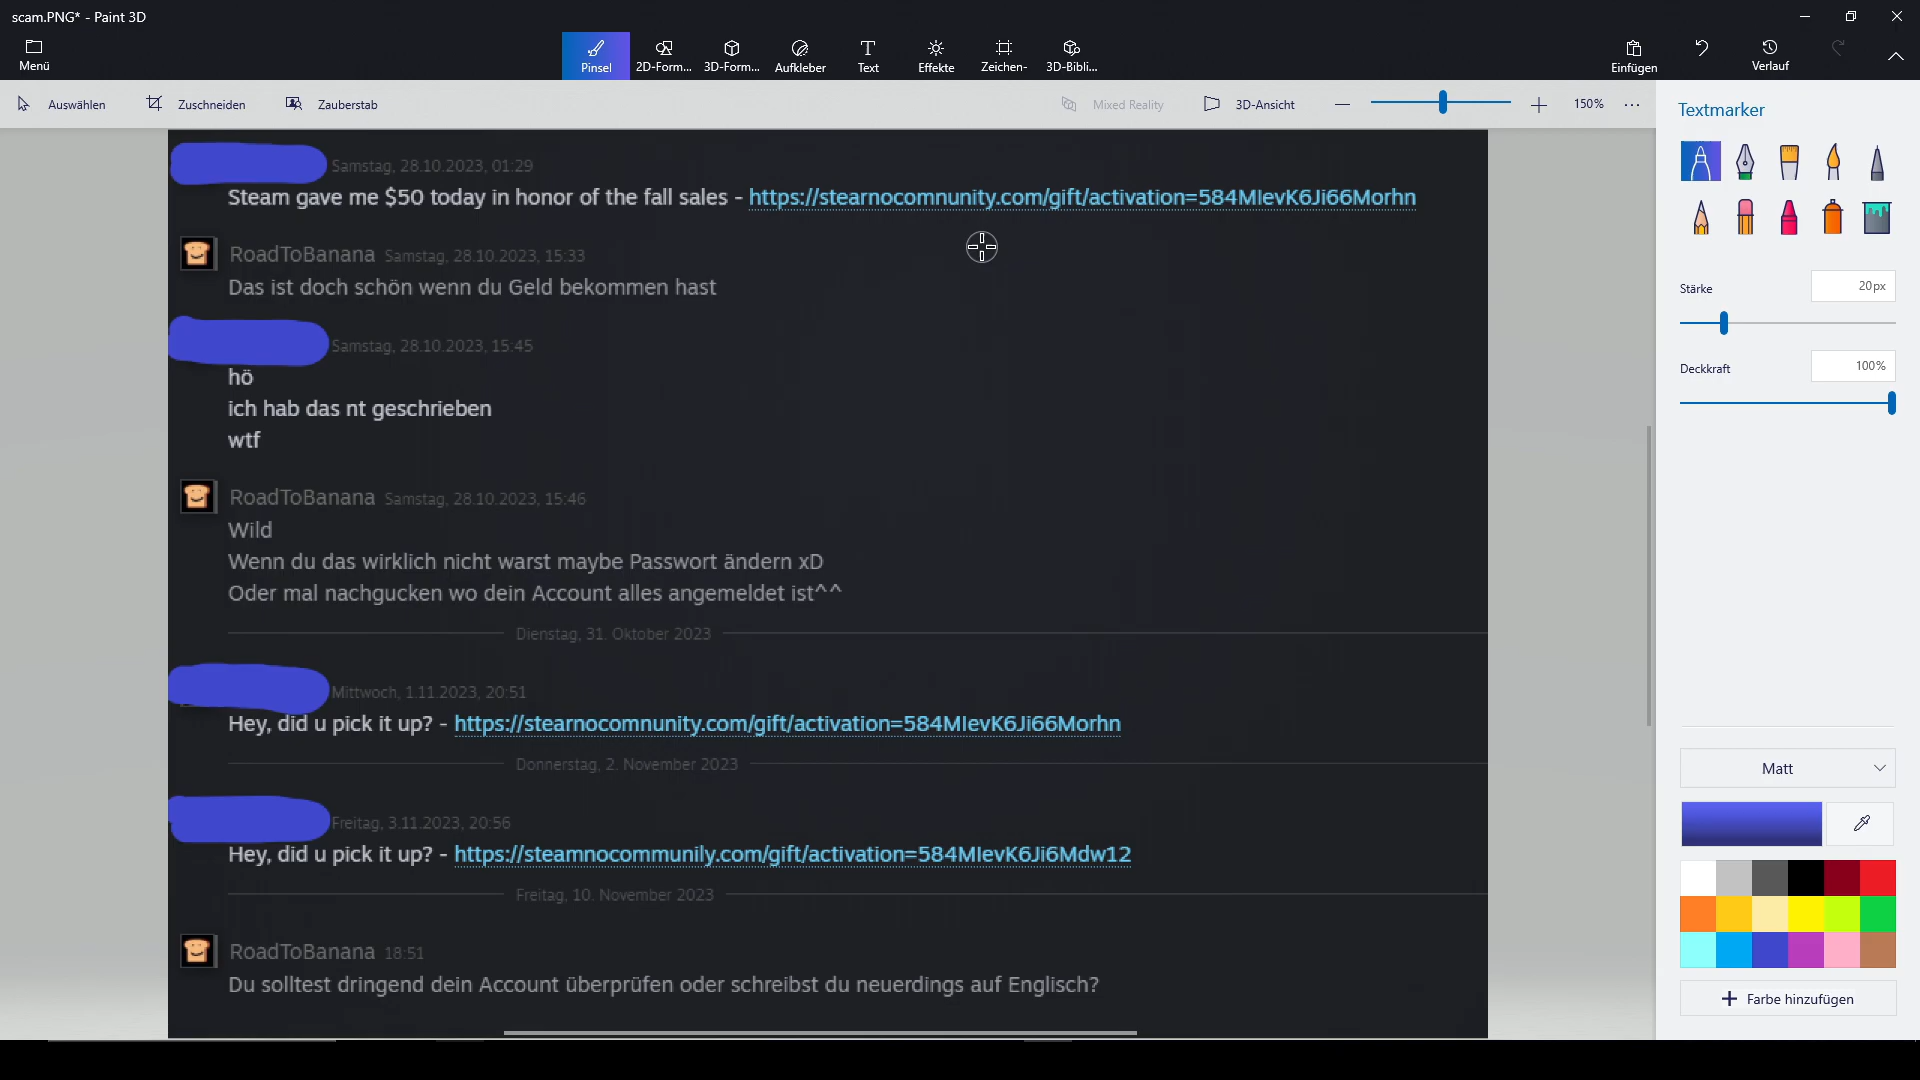 scam.PNG* - Paint 3D
Menü
Pinsel
2D-Form...
3D-Form...
Aufkleber
Text
Effekte
Zeichen-
3D-Bibli...
Einfügen
Verlauf
Auswählen
Zuschneiden
Zauberstab
Mixed Reality
3D-Ansicht
150%
Textmarker
Stärke
20px
Deckkraft
100%
Matt
Farbe hinzufügen
Samstag, 28.10.2023, 01:29
Steam gave me $50 today in honor of the fall sales - https://stearnocomnunity.com/gift/activation=584MIevK6Ji66Morhn
RoadToBanana Samstag, 28.10.2023, 15:33
Das ist doch schön wenn du Geld bekommen hast
Samstag, 28.10.2023, 15:45
hö
ich hab das nt geschrieben
wtf
RoadToBanana Samstag, 28.10.2023, 15:46
Wild
Wenn du das wirklich nicht warst maybe Passwort ändern xD
Oder mal nachgucken wo dein Account alles angemeldet ist^^
Dienstag, 31. Oktober 2023
Mittwoch, 1.11.2023, 20:51
Hey, did u pick it up? - https://stearnocomnunity.com/gift/activation=584MIevK6Ji66Morhn
Donnerstag, 2. November 2023
Freitag, 3.11.2023, 20:56
Hey, did u pick it up? - https://steamnocommunily.com/gift/activation=584MIevK6Ji6Mdw12
Freitag, 10. November 2023
RoadToBanana 18:51
Du solltest dringend dein Account überprüfen oder schreibst du neuerdings auf Englisch?